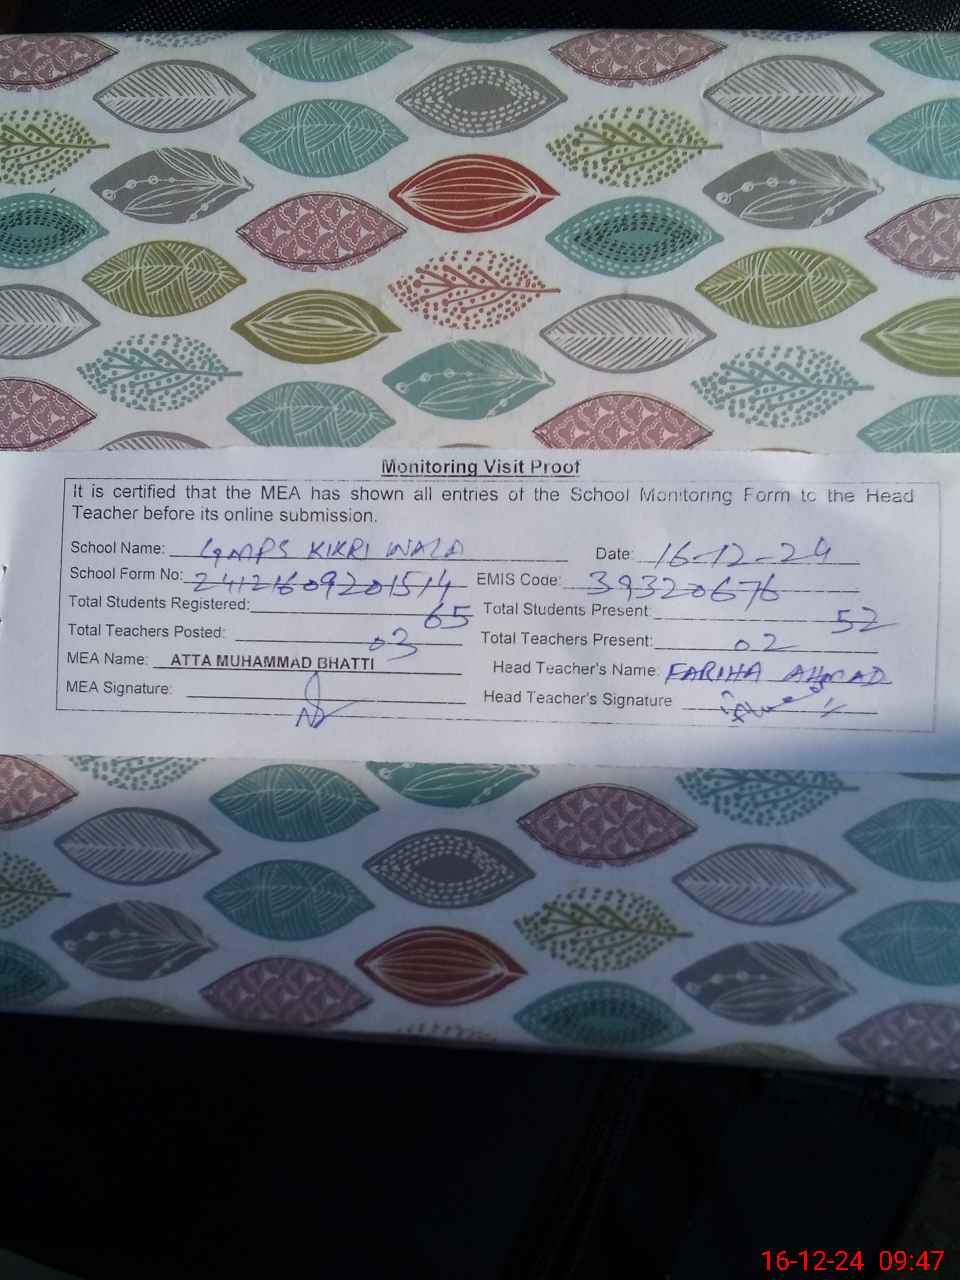 Monitoring Visit Proof
It is certified that the MEA has shown all entries of the School Monitoring Form to the Head
Teacher before its online submission.
School Name: GMPS KIKRI WALA Date: 16-12-24
School Form No: 24121609201514 EMIS Code: 39320676
Total Students Registered: 65 Total Students Present: 52
Total Teachers Posted: 03 Total Teachers Present: 02
MEA Name: ATTA MUHAMMAD BHATTI Head Teacher's Name: FARIHA AHMAD
MEA Signature: Head Teacher's Signature
16-12-24 09:47